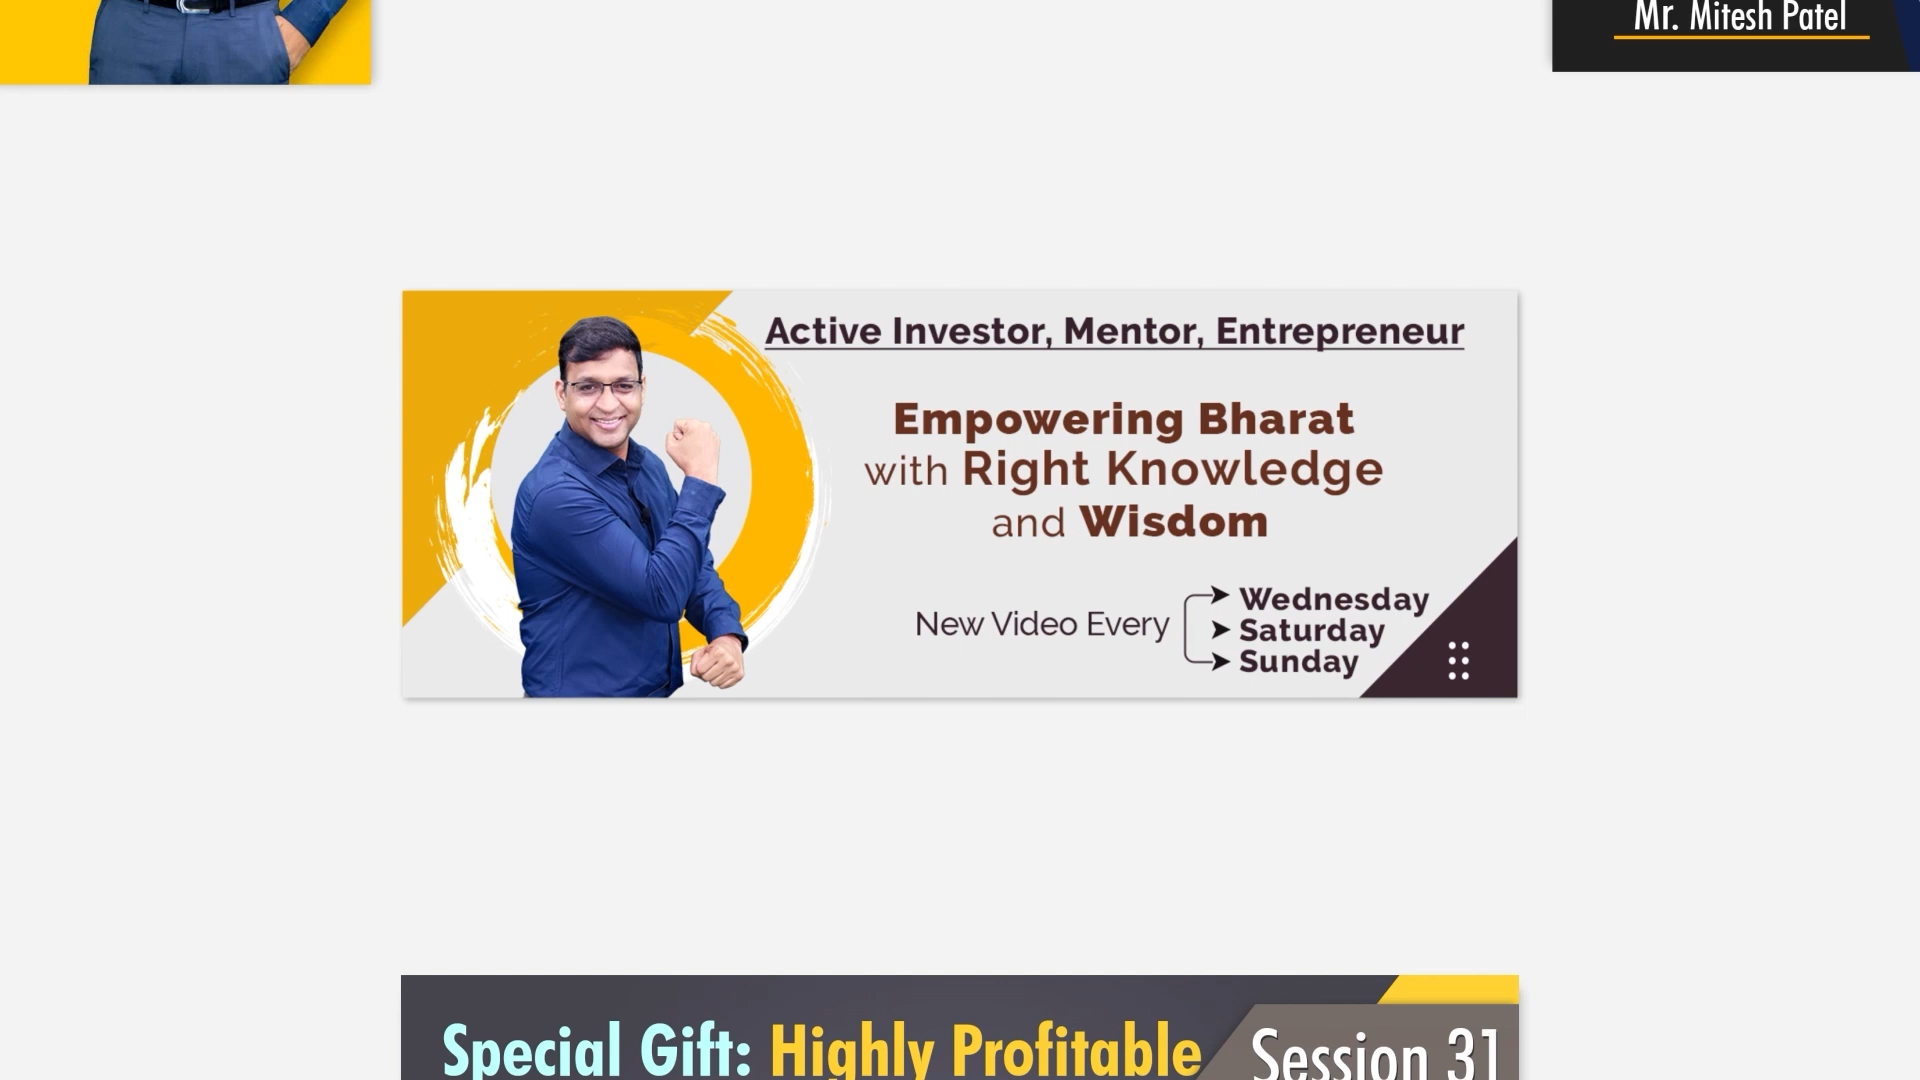 Mr. Mitesh Patel
Active Investor, Mentor, Entrepreneur
Empowering Bharat
with Right Knowledge
and Wisdom
New Video Every
Wednesday
Saturday
Sunday
Special Gift: Highly Profitable
Session 31